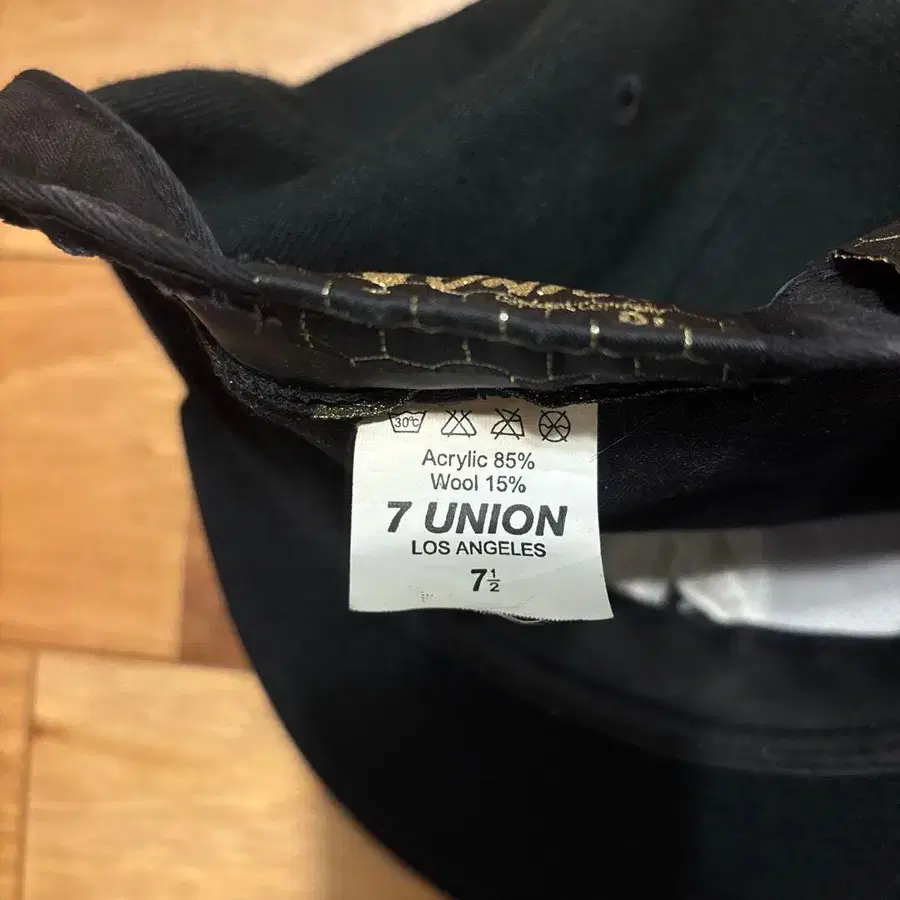 30°C
Acrylic 85%
Wool 15%
7 UNION
LOS ANGELES
7½